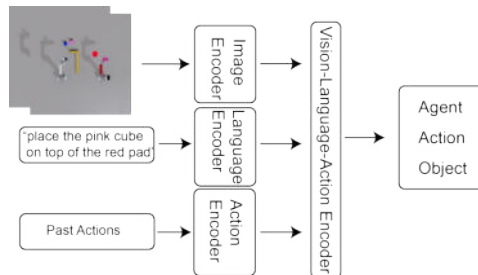 Image
Encoder
"place the pink cube
on top of the red pad"
Language
Encoder
Past Actions
Action
Encoder
Vision-Language-Action Encoder
Agent
Action
Object